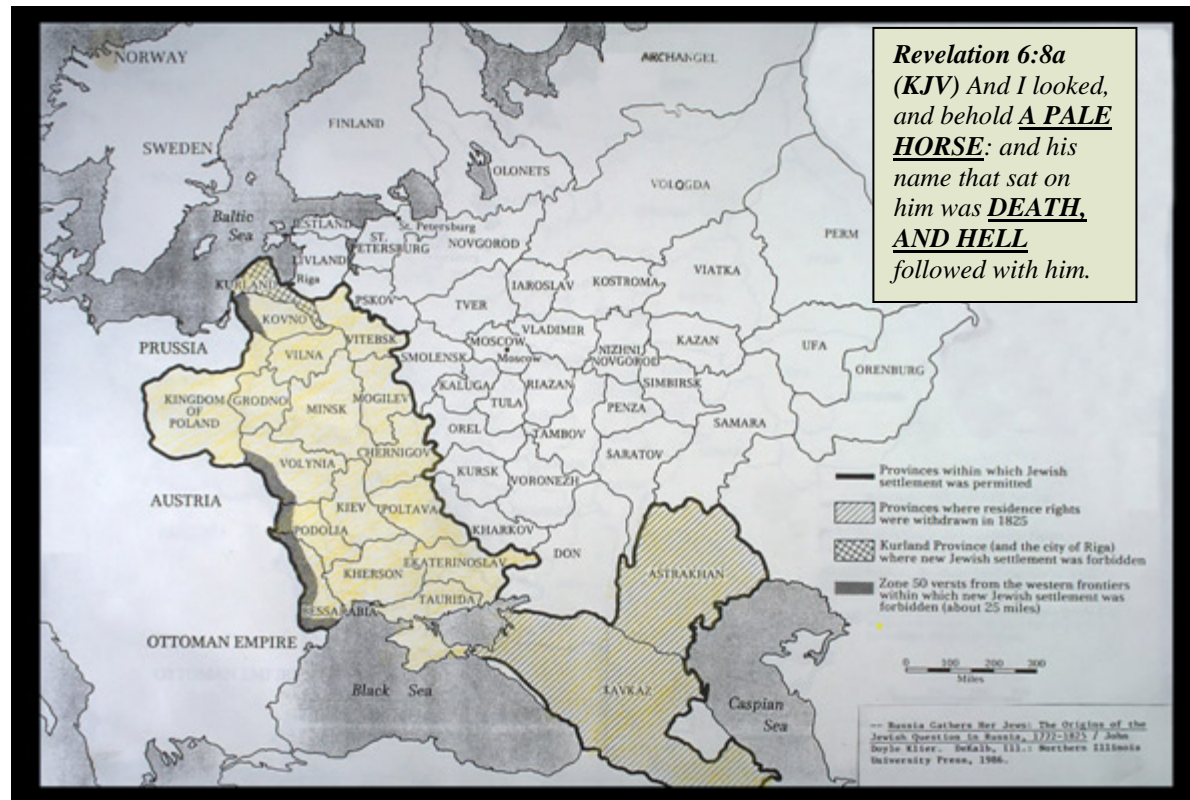 Revelation 6:8a
(KJV) And I looked,
and behold A PALE
HORSE: and his
name that sat on
him was DEATH,
AND HELL
followed with him.
NORWAY
ARCHANGEL
FINLAND
SWEDEN
OLONETS
VOLOGDA
Baltic
Sea
ESTLAND
St. Petersburg
ST.
PETERSBURG
NOVGOROD
PERM
LIVLAND
Riga
VIATKA
KURLAND
IAROSLAV
KOSTROMA
PSKOV
TVER
KOVNO
VLADIMIR
PRUSSIA
VITEBSK
MOSCOW
Moscow
KAZAN
UFA
VILNA
SMOLENSK
NIZHNII
NOVGOROD
ORENBURG
KALUGA
RIAZAN
SIMBIRSK
KINGDOM
OF
POLAND
GRODNO
MINSK
MOGILEV
TULA
PENZA
SAMARA
OREL
TAMBOV
CHERNIGOV
SARATOV
VOLYNIA
KURSK
VORONEZH
AUSTRIA
KIEV
POLTAVA
PODOLIA
KHARKOV
DON
EKATERINOSLAV
KHERSON
ASTRAKHAN
TAURIDA
BESSARABIA
OTTOMAN EMPIRE
Black Sea
KAVKAZ
Caspian
Sea
Provinces within which Jewish
settlement was permitted
Provinces where residence rights
were withdrawn in 1825
Kurland Province (and the city of Riga)
where new Jewish settlement was forbidden
Zone 50 versts from the western frontiers
within which new Jewish settlement was
forbidden (about 25 miles)
0 100 200 300
Miles
-- Russia Gathers Her Jews: The Origins of the
Jewish Question in Russia, 1772-1825 / John
Doyle Klier. DeKalb, Ill.: Northern Illinois
University Press, 1986.